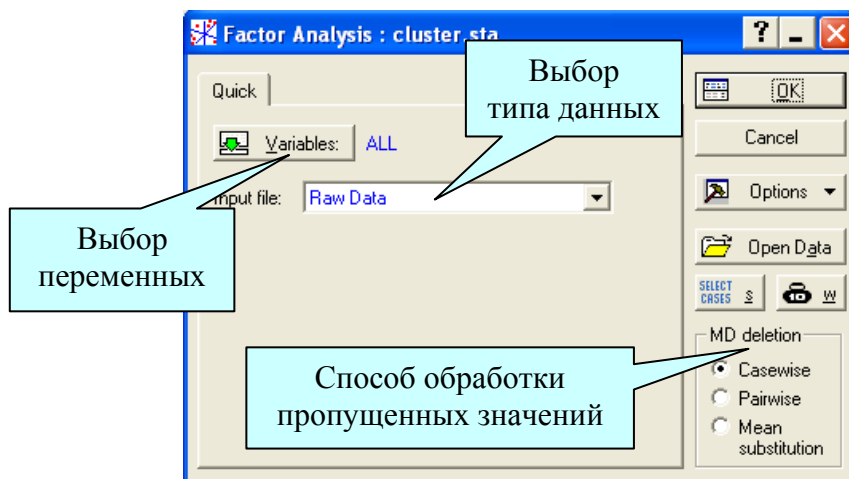 Factor Analysis : cluster.sta
?
Выбор
типа данных
Quick
OK
Variables: ALL
Cancel
Input file: Raw Data
Options
Выбор
переменных
Open Data
SELECT
CASES S
W
MD deletion
Способ обработки
пропущенных значений
Casewise
Pairwise
Mean
substitution